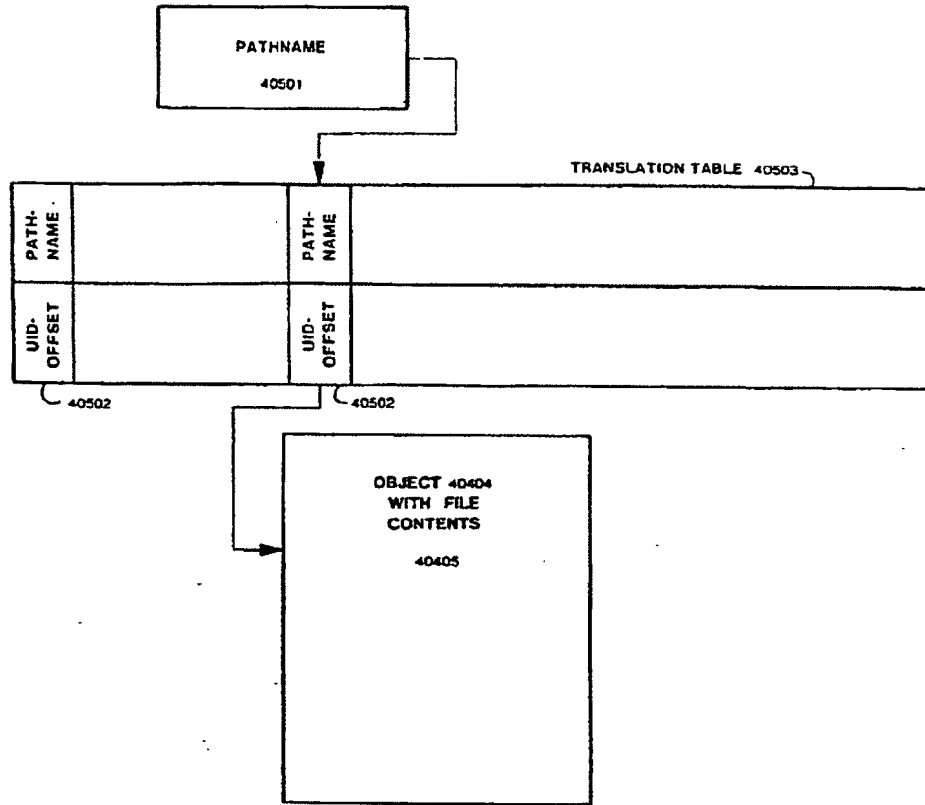 PATHNAME
40501
TRANSLATION TABLE 40503
PATH-
NAME
PATH-
NAME
UID-
OFFSET
UID-
OFFSET
40502
40502
OBJECT 40404
WITH FILE
CONTENTS
40405